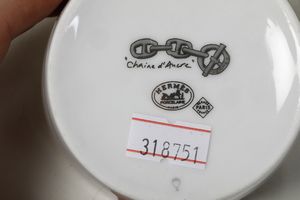 "Chaine d'Ancre"
HERMES
PORCELAINE
PARIS
318751